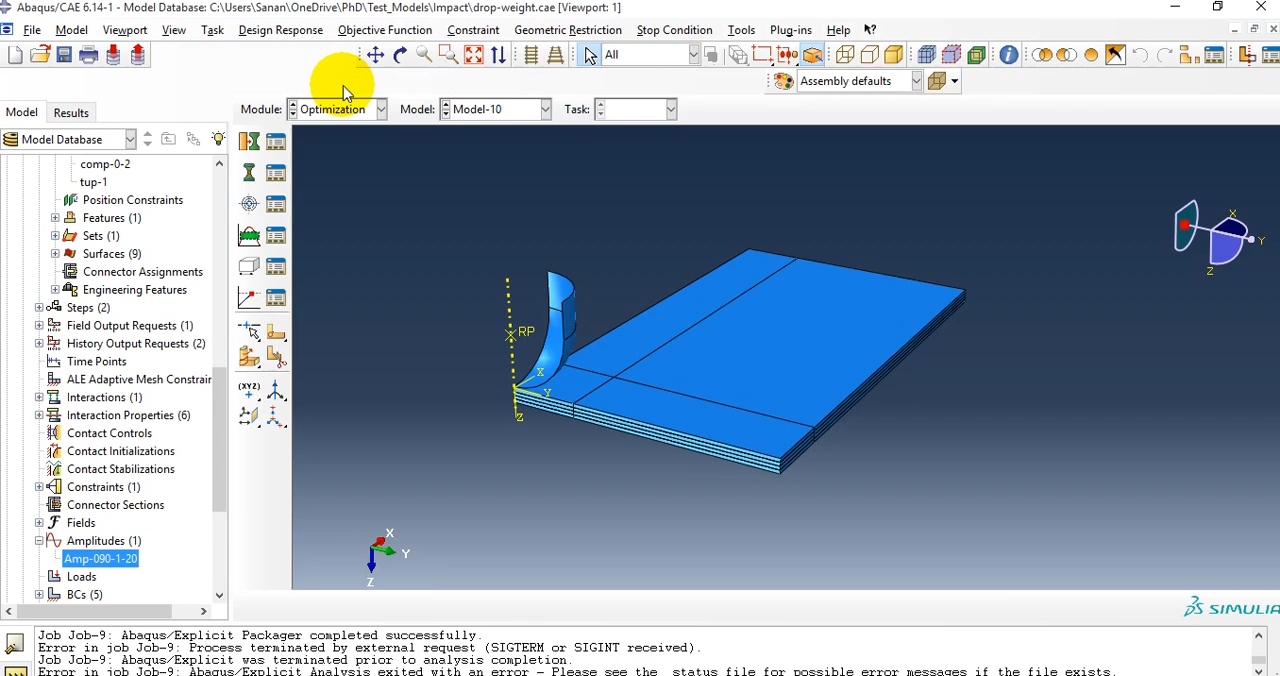 Abaqus/CAE 6.14-1 - Model Database: C:\Users\Sanan\OneDrive\PhD\Test_Models\Impact\drop-weight.cae [Viewport: 1]
File Model Viewport View Task Design Response Objective Function Constraint Geometric Restriction Stop Condition Tools Plug-ins Help
All
Assembly defaults
Model Results Module: Optimization Model: Model-10 Task:
Model Database
comp-0-2
tup-1
Position Constraints
Features (1)
Sets (1)
Surfaces (9)
Connector Assignments
Engineering Features
Steps (2)
Field Output Requests (1)
History Output Requests (2)
Time Points
ALE Adaptive Mesh Constrain
Interactions (1)
Interaction Properties (6)
Contact Controls
Contact Initializations
Contact Stabilizations
Constraints (1)
Connector Sections
Fields
Amplitudes (1)
Amp-090-1-20
Loads
BCs (5)
(XYZ)
RP
X
Y
Z
X
Y
Z
X
Y
Z
SIMULIA
Job Job-9: Abaqus/Explicit Packager completed successfully.
Error in job Job-9: Process terminated by external request (SIGTERM or SIGINT received).
Job Job-9: Abaqus/Explicit was terminated prior to analysis completion.
Error in job Job-9: Abaqus/Explicit Analysis exited with an error - Please see the status file for possible error messages if the file exists.